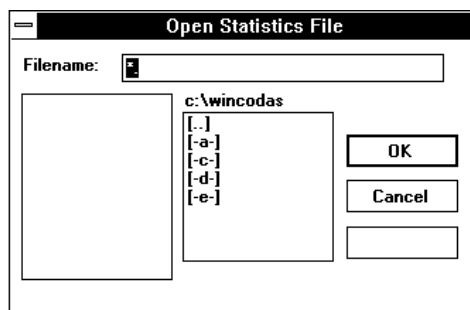 Open Statistics File
Filename: *.
c:\wincodas
[..]
[-a-]
[-c-]
[-d-]
[-e-]
OK
Cancel